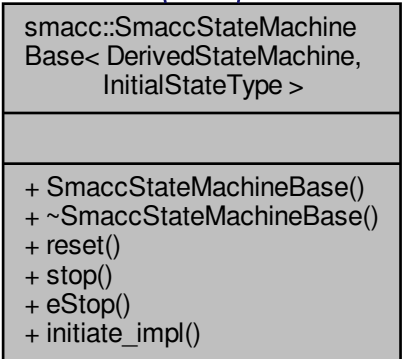 smacc::SmaccStateMachine
Base< DerivedStateMachine,
InitialStateType >
+ SmaccStateMachineBase()
+ ~SmaccStateMachineBase()
+ reset()
+ stop()
+ eStop()
+ initiate_impl()